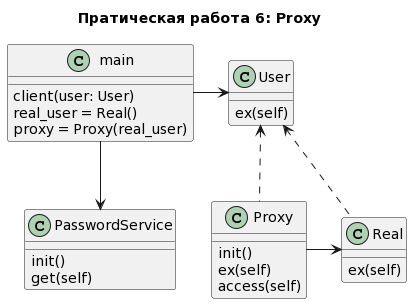 Пратическая работа 6: Proxy
C main
client(user: User)
real_user = Real()
proxy = Proxy(real_user)
C User
ex(self)
C PasswordService
init()
get(self)
C Proxy
init()
ex(self)
access(self)
C Real
ex(self)